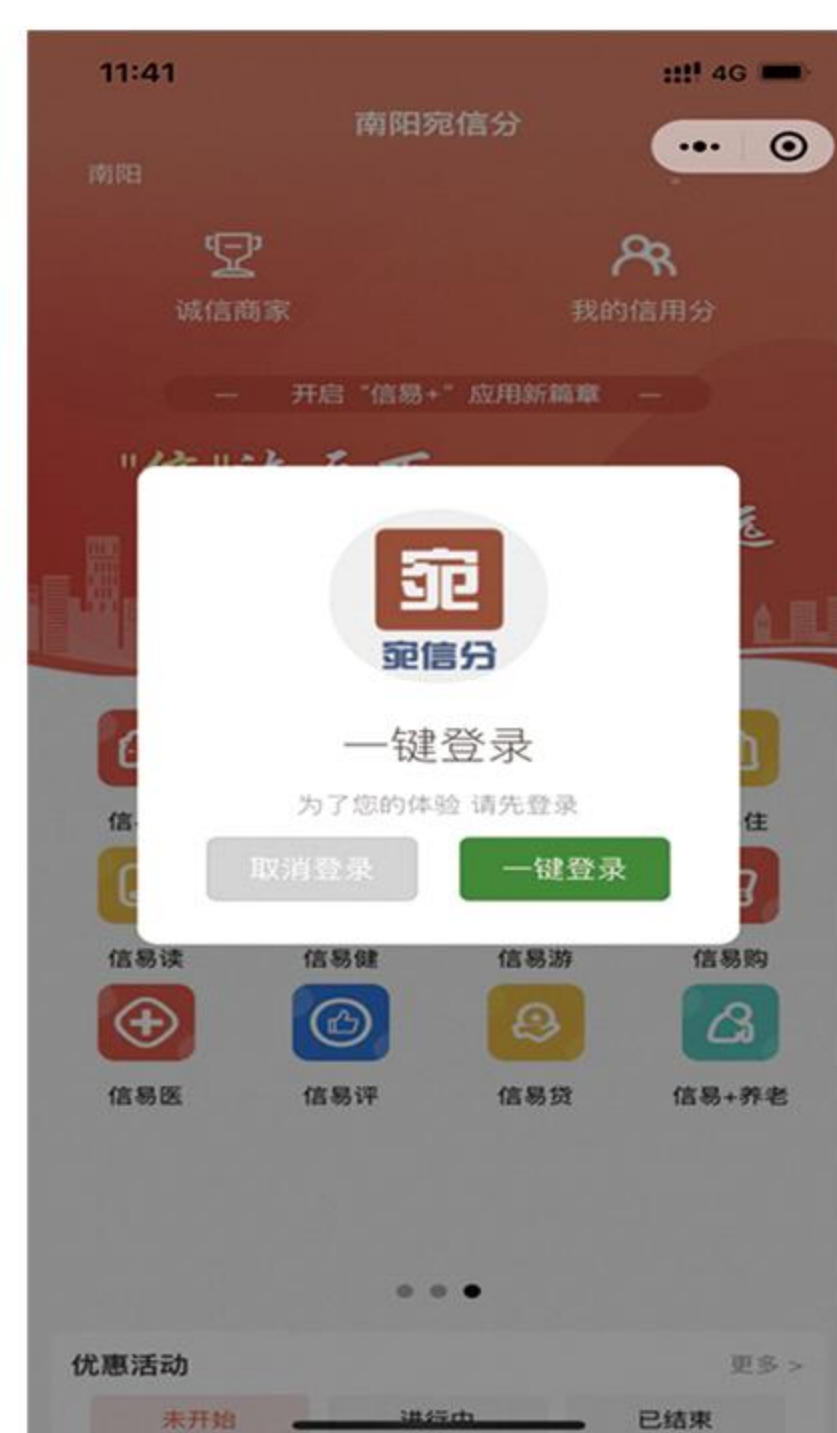 11:41
4G
南阳宛信分
南阳
诚信商家 我的信用分
— 开启“信易+”应用新篇章 —
宛
宛信分
一键登录
为了您的体验 请先登录
取消登录 一键登录
信 住
信易读 信易健 信易游 信易购
信易医 信易评 信易贷 信易+养老
优惠活动 更多 >
未开始 进行中 已结束